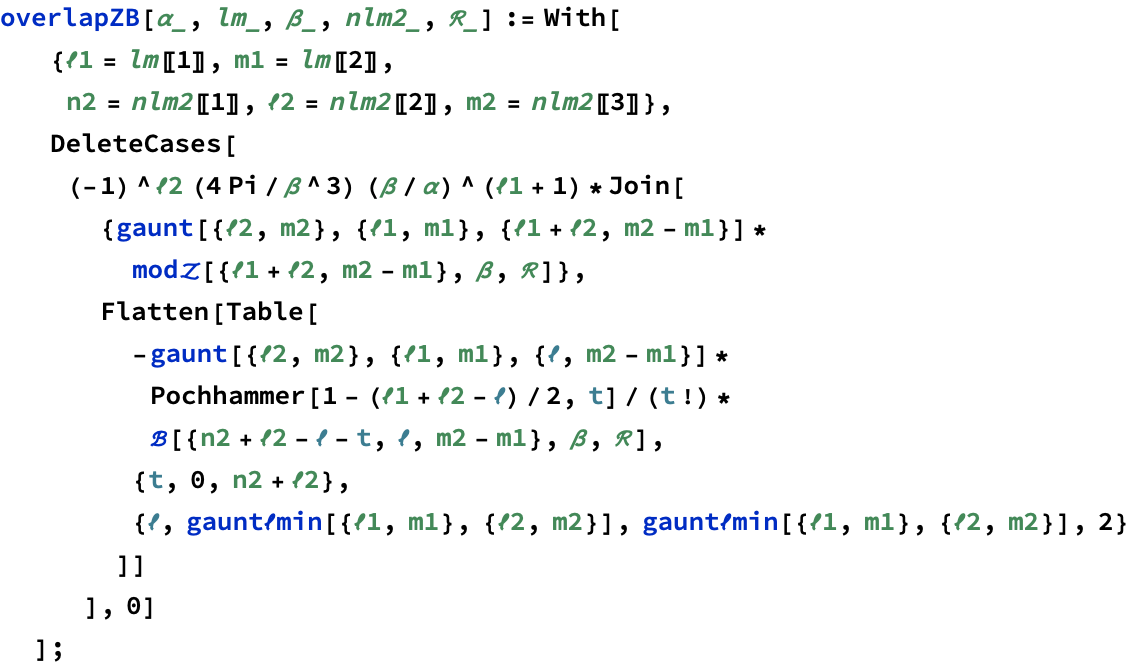 overlapZB[α_, lm_, β_, nlm2_, ℛ_] := With[
{ℓ1 = lm〚1〛, m1 = lm〚2〛,
n2 = nlm2〚1〛, ℓ2 = nlm2〚2〛, m2 = nlm2〚3〛},
DeleteCases[
(-1)^ℓ2 (4 Pi / β^3) (β / α)^(ℓ1 + 1) * Join[
{gaunt[{ℓ2, m2}, {ℓ1, m1}, {ℓ1 + ℓ2, m2 - m1}] *
mod𝒵[{ℓ1 + ℓ2, m2 - m1}, β, ℛ]},
Flatten[Table[
-gaunt[{ℓ2, m2}, {ℓ1, m1}, {ℓ, m2 - m1}] *
Pochhammer[1 - (ℓ1 + ℓ2 - ℓ) / 2, t] / (t !) *
ℬ[{n2 + ℓ2 - ℓ - t, ℓ, m2 - m1}, β, ℛ],
{t, 0, n2 + ℓ2},
{ℓ, gauntℓmin[{ℓ1, m1}, {ℓ2, m2}], gauntℓmin[{ℓ1, m1}, {ℓ2, m2}], 2}
]]
], 0]
];